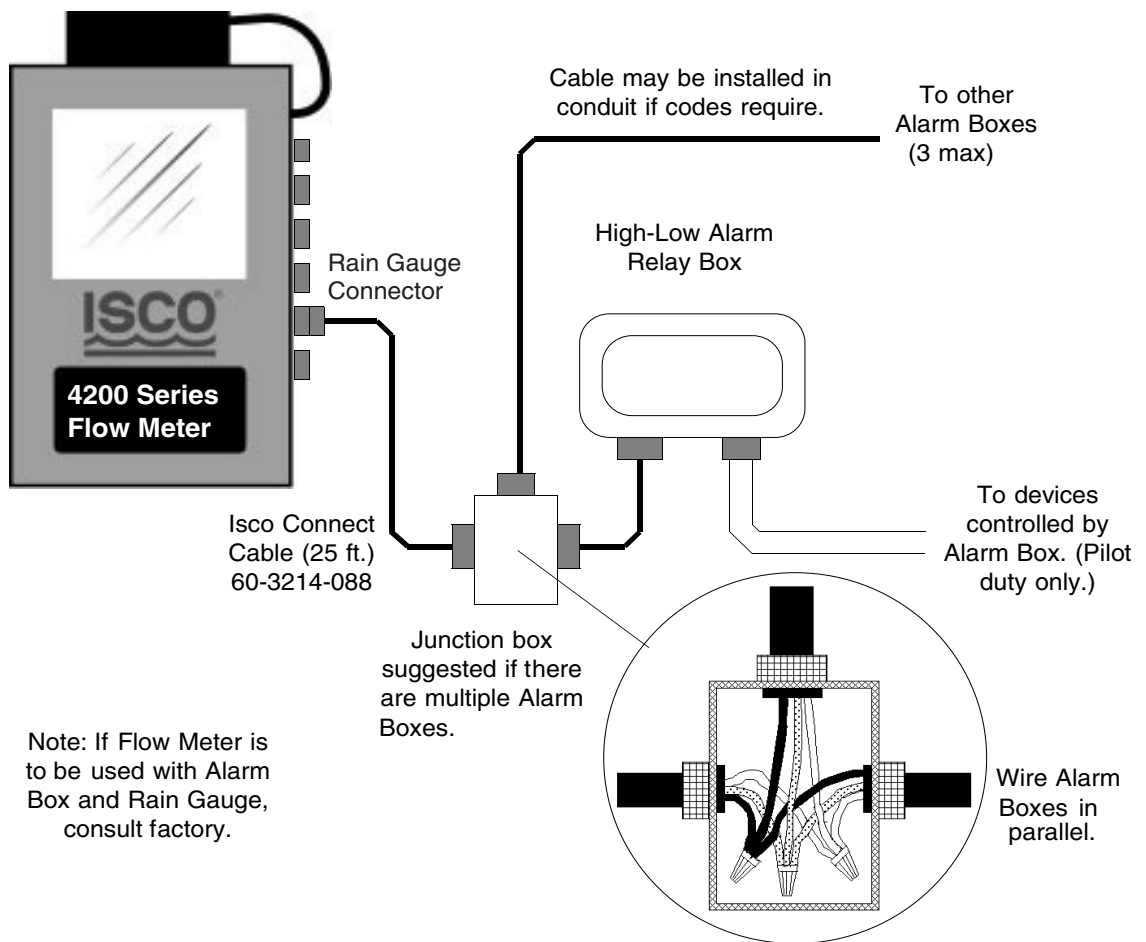 Cable may be installed in
conduit if codes require.
To other
Alarm Boxes
(3 max)
High-Low Alarm
Relay Box
Rain Gauge
Connector
ISCO®
4200 Series
Flow Meter
Isco Connect
Cable (25 ft.)
60-3214-088
To devices
controlled by
Alarm Box. (Pilot
duty only.)
Junction box
suggested if there
are multiple Alarm
Boxes.
Note: If Flow Meter is
to be used with Alarm
Box and Rain Gauge,
consult factory.
Wire Alarm
Boxes in
parallel.